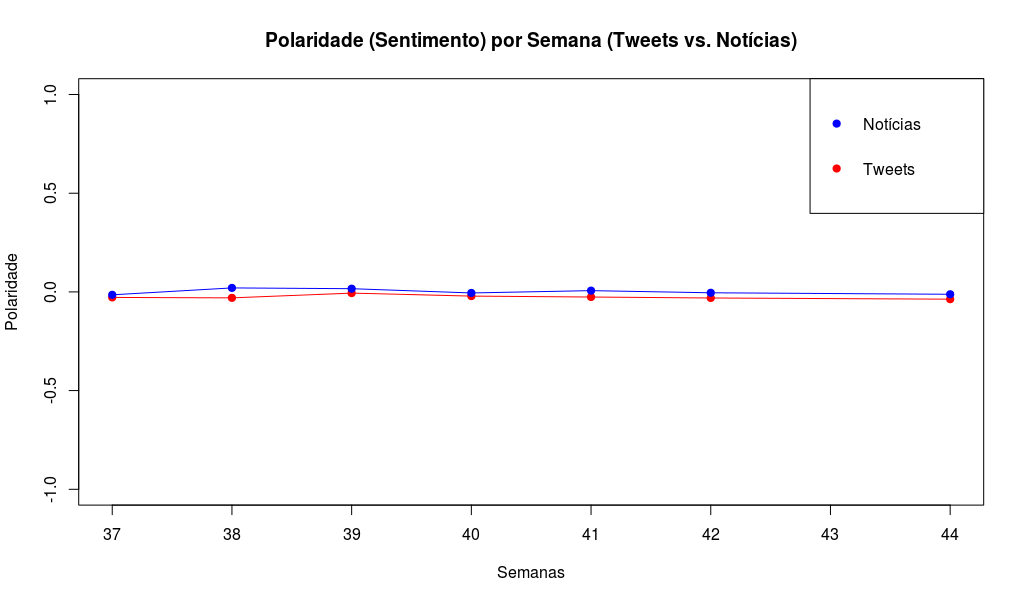 Polaridade (Sentimento) por Semana (Tweets vs. Notícias)
Notícias
Tweets
Polaridade
1.0
0.5
0.0
-0.5
-1.0
37 38 39 40 41 42 43 44
Semanas